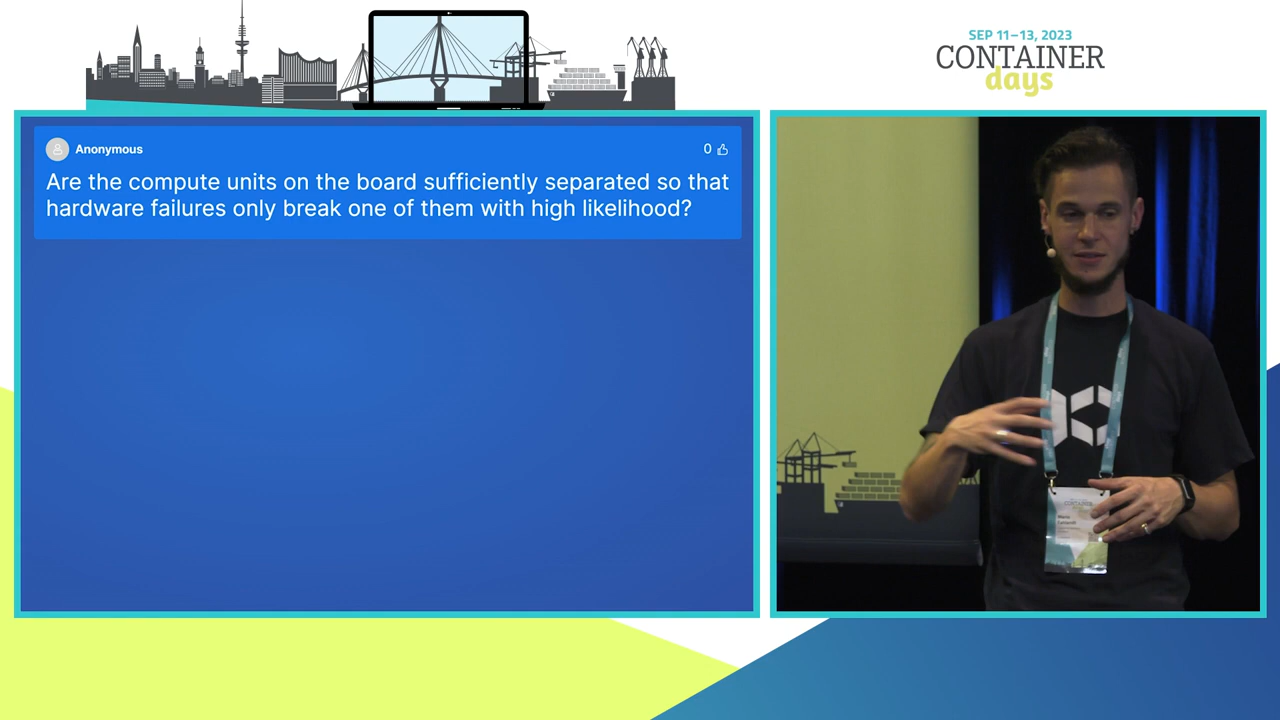 SEP 11–13, 2023
CONTAINER
days
Anonymous
0
Are the compute units on the board sufficiently separated so that
hardware failures only break one of them with high likelihood?
CONTAINER